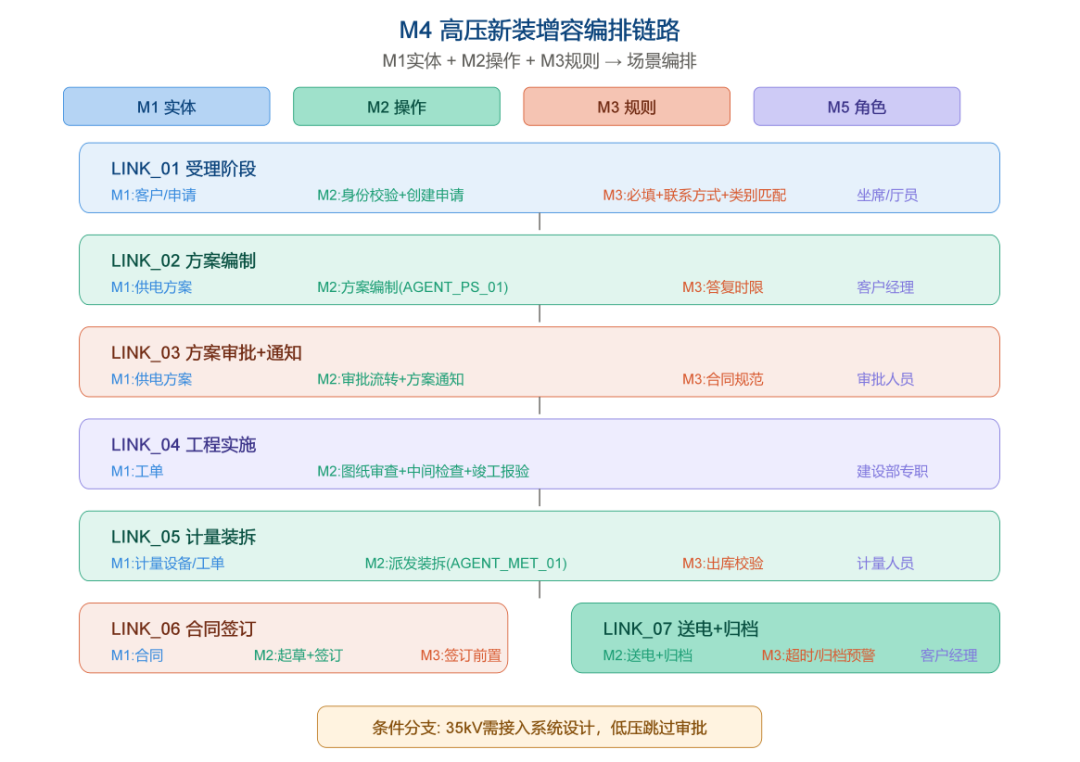 M4 高压新装增容编排链路
M1实体 + M2操作 + M3规则 → 场景编排
M1 实体 M2 操作 M3 规则 M5 角色
LINK_01 受理阶段
M1:客户/申请 M2:身份校验+创建申请 M3:必填+联系方式+类别匹配 坐席/厅员
LINK_02 方案编制
M1:供电方案 M2:方案编制(AGENT_PS_01) M3:答复时限 客户经理
LINK_03 方案审批+通知
M1:供电方案 M2:审批流转+方案通知 M3:合同规范 审批人员
LINK_04 工程实施
M1:工单 M2:图纸审查+中间检查+竣工报验 建设部专职
LINK_05 计量装拆
M1:计量设备/工单 M2:派发装拆(AGENT_MET_01) M3:出库校验 计量人员
LINK_06 合同签订
M1:合同 M2:起草+签订 M3:签订前置
LINK_07 送电+归档
M2:送电+归档 M3:超时/归档预警 客户经理
条件分支: 35kV需接入系统设计，低压跳过审批